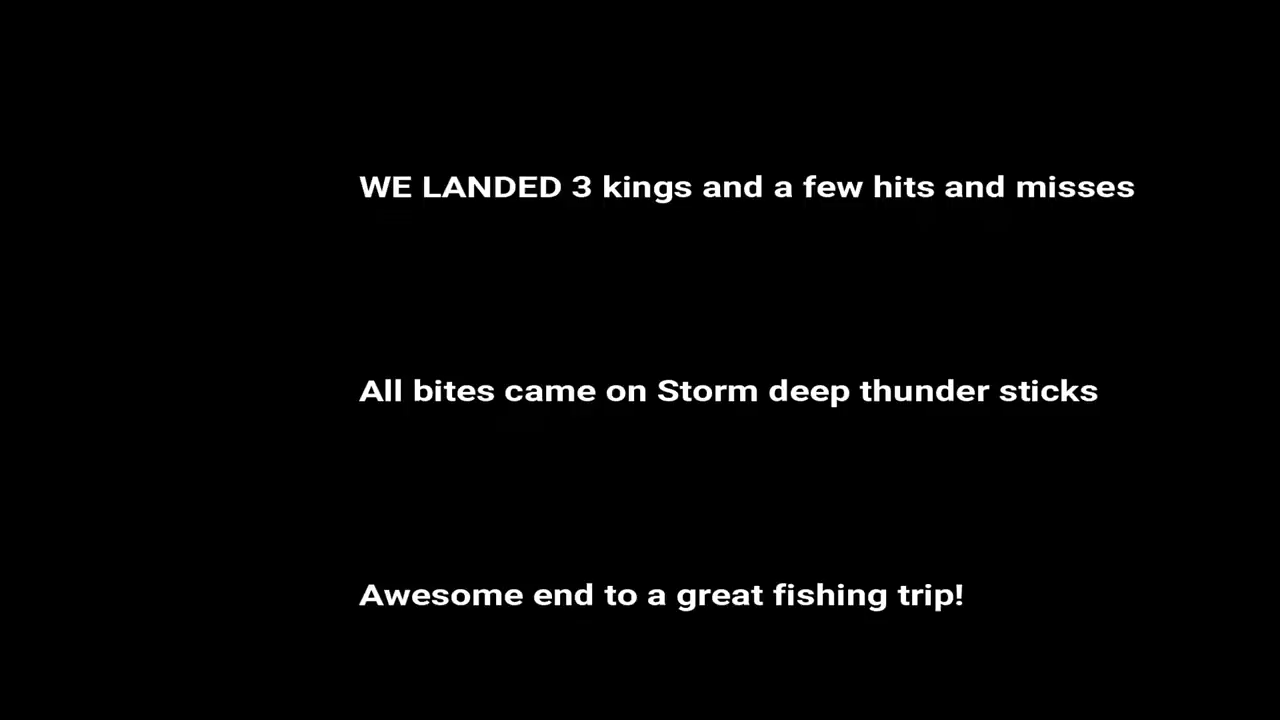 WE LANDED 3 kings and a few hits and misses
All bites came on Storm deep thunder sticks
Awesome end to a great fishing trip!